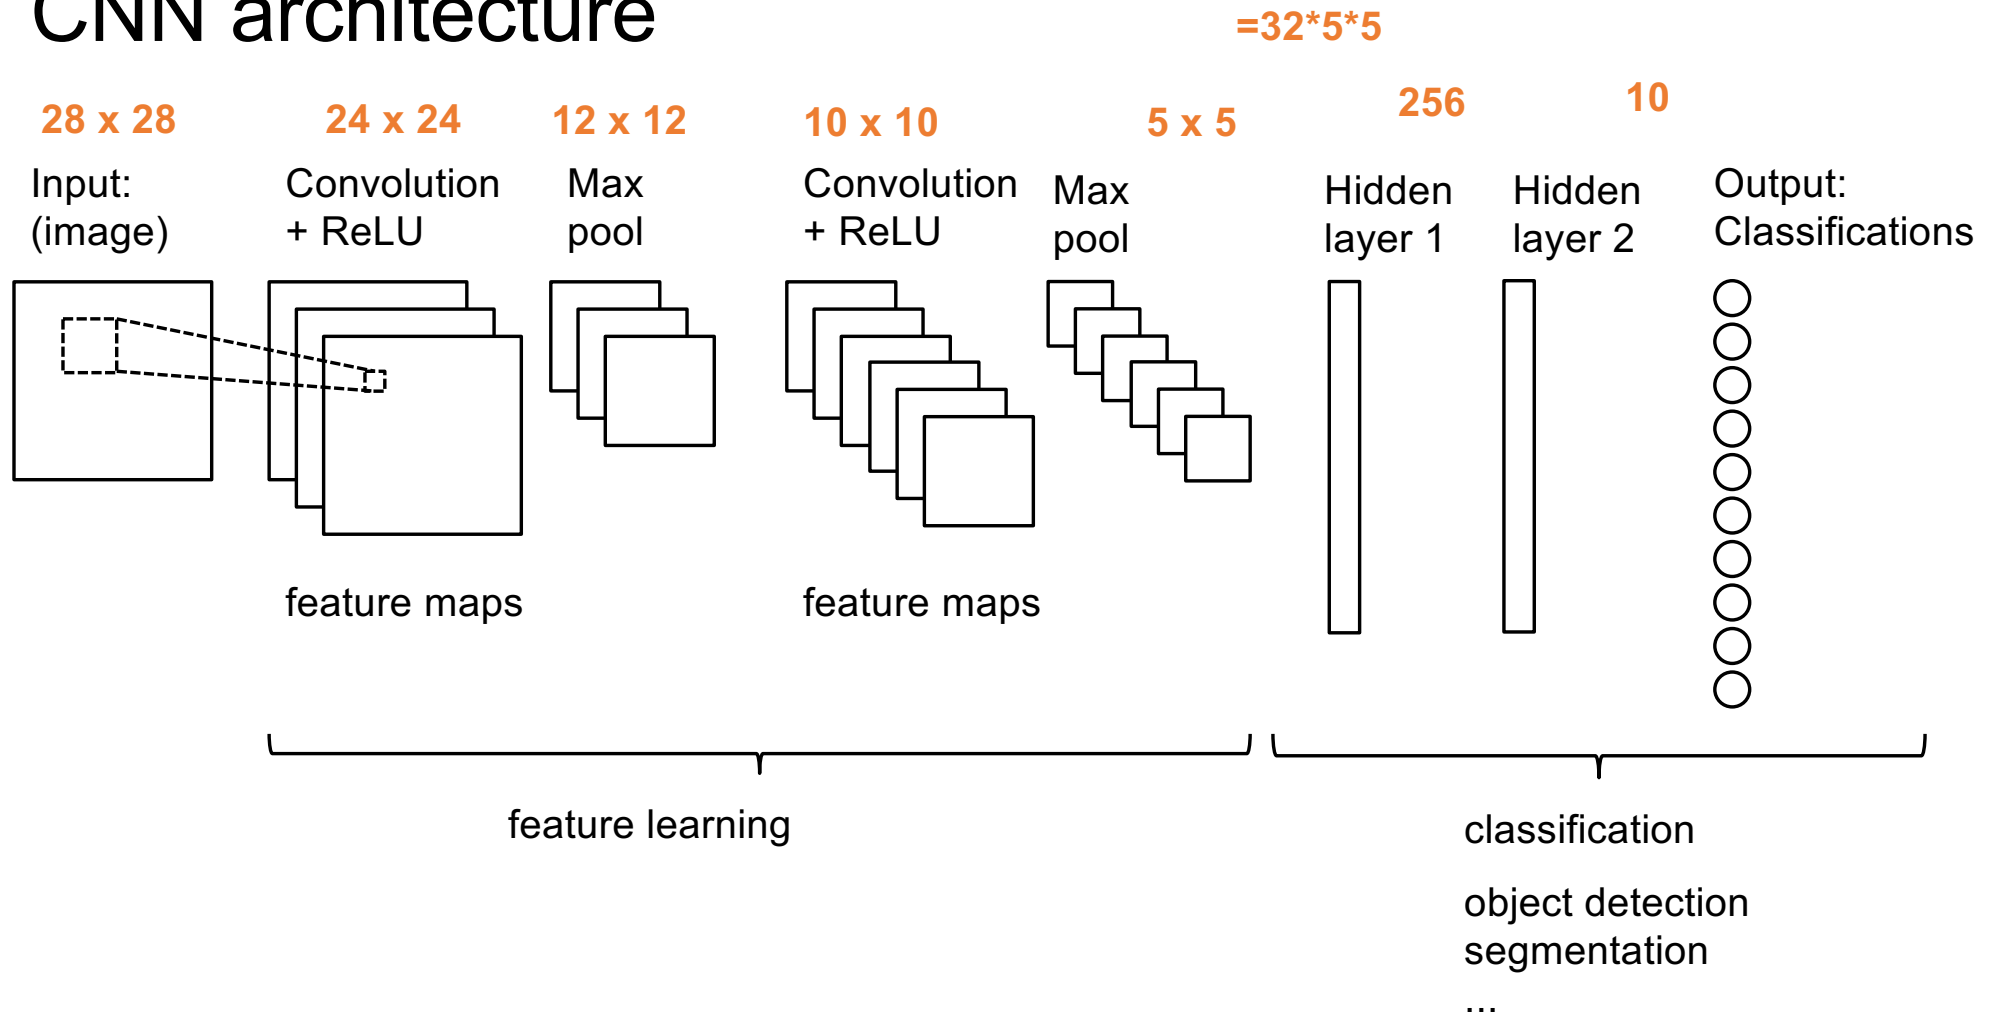 CNN architecture
=32*5*5
28 x 28
24 x 24
12 x 12
10 x 10
5 x 5
256
10
Input:
(image)
Convolution
+ ReLU
Max
pool
Convolution
+ ReLU
Max
pool
Hidden
layer 1
Hidden
layer 2
Output:
Classifications
feature maps
feature maps
feature learning
classification
object detection
segmentation
...